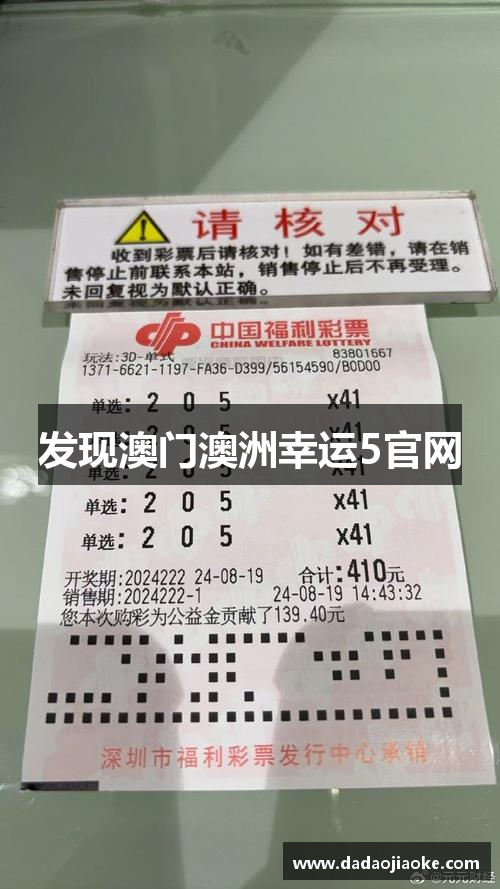 请核对
收到彩票后请核对!如有差错,请在销
售停止前联系本站,销售停止后不再受理。
未回复视为默认正确。
中国福利彩票
CHINA WELFARE LOTTERY
玩法:3D-单式
83801667
1371-6621-1197-FA36-D399/56154590/B0D00
单选: 2 0 5 x41
发现澳门澳洲幸运5官网
单选: 2 0 5 x41
单选: 2 0 5 x41
开奖期:2024222 24-08-19 合计:410元
销售期:2024222-1 24-08-19 14:43:32
您本次购彩为公益金贡献了139.40元
深圳市福利彩票发行中心承销
@元元财经
www.dadaojiaoke.com